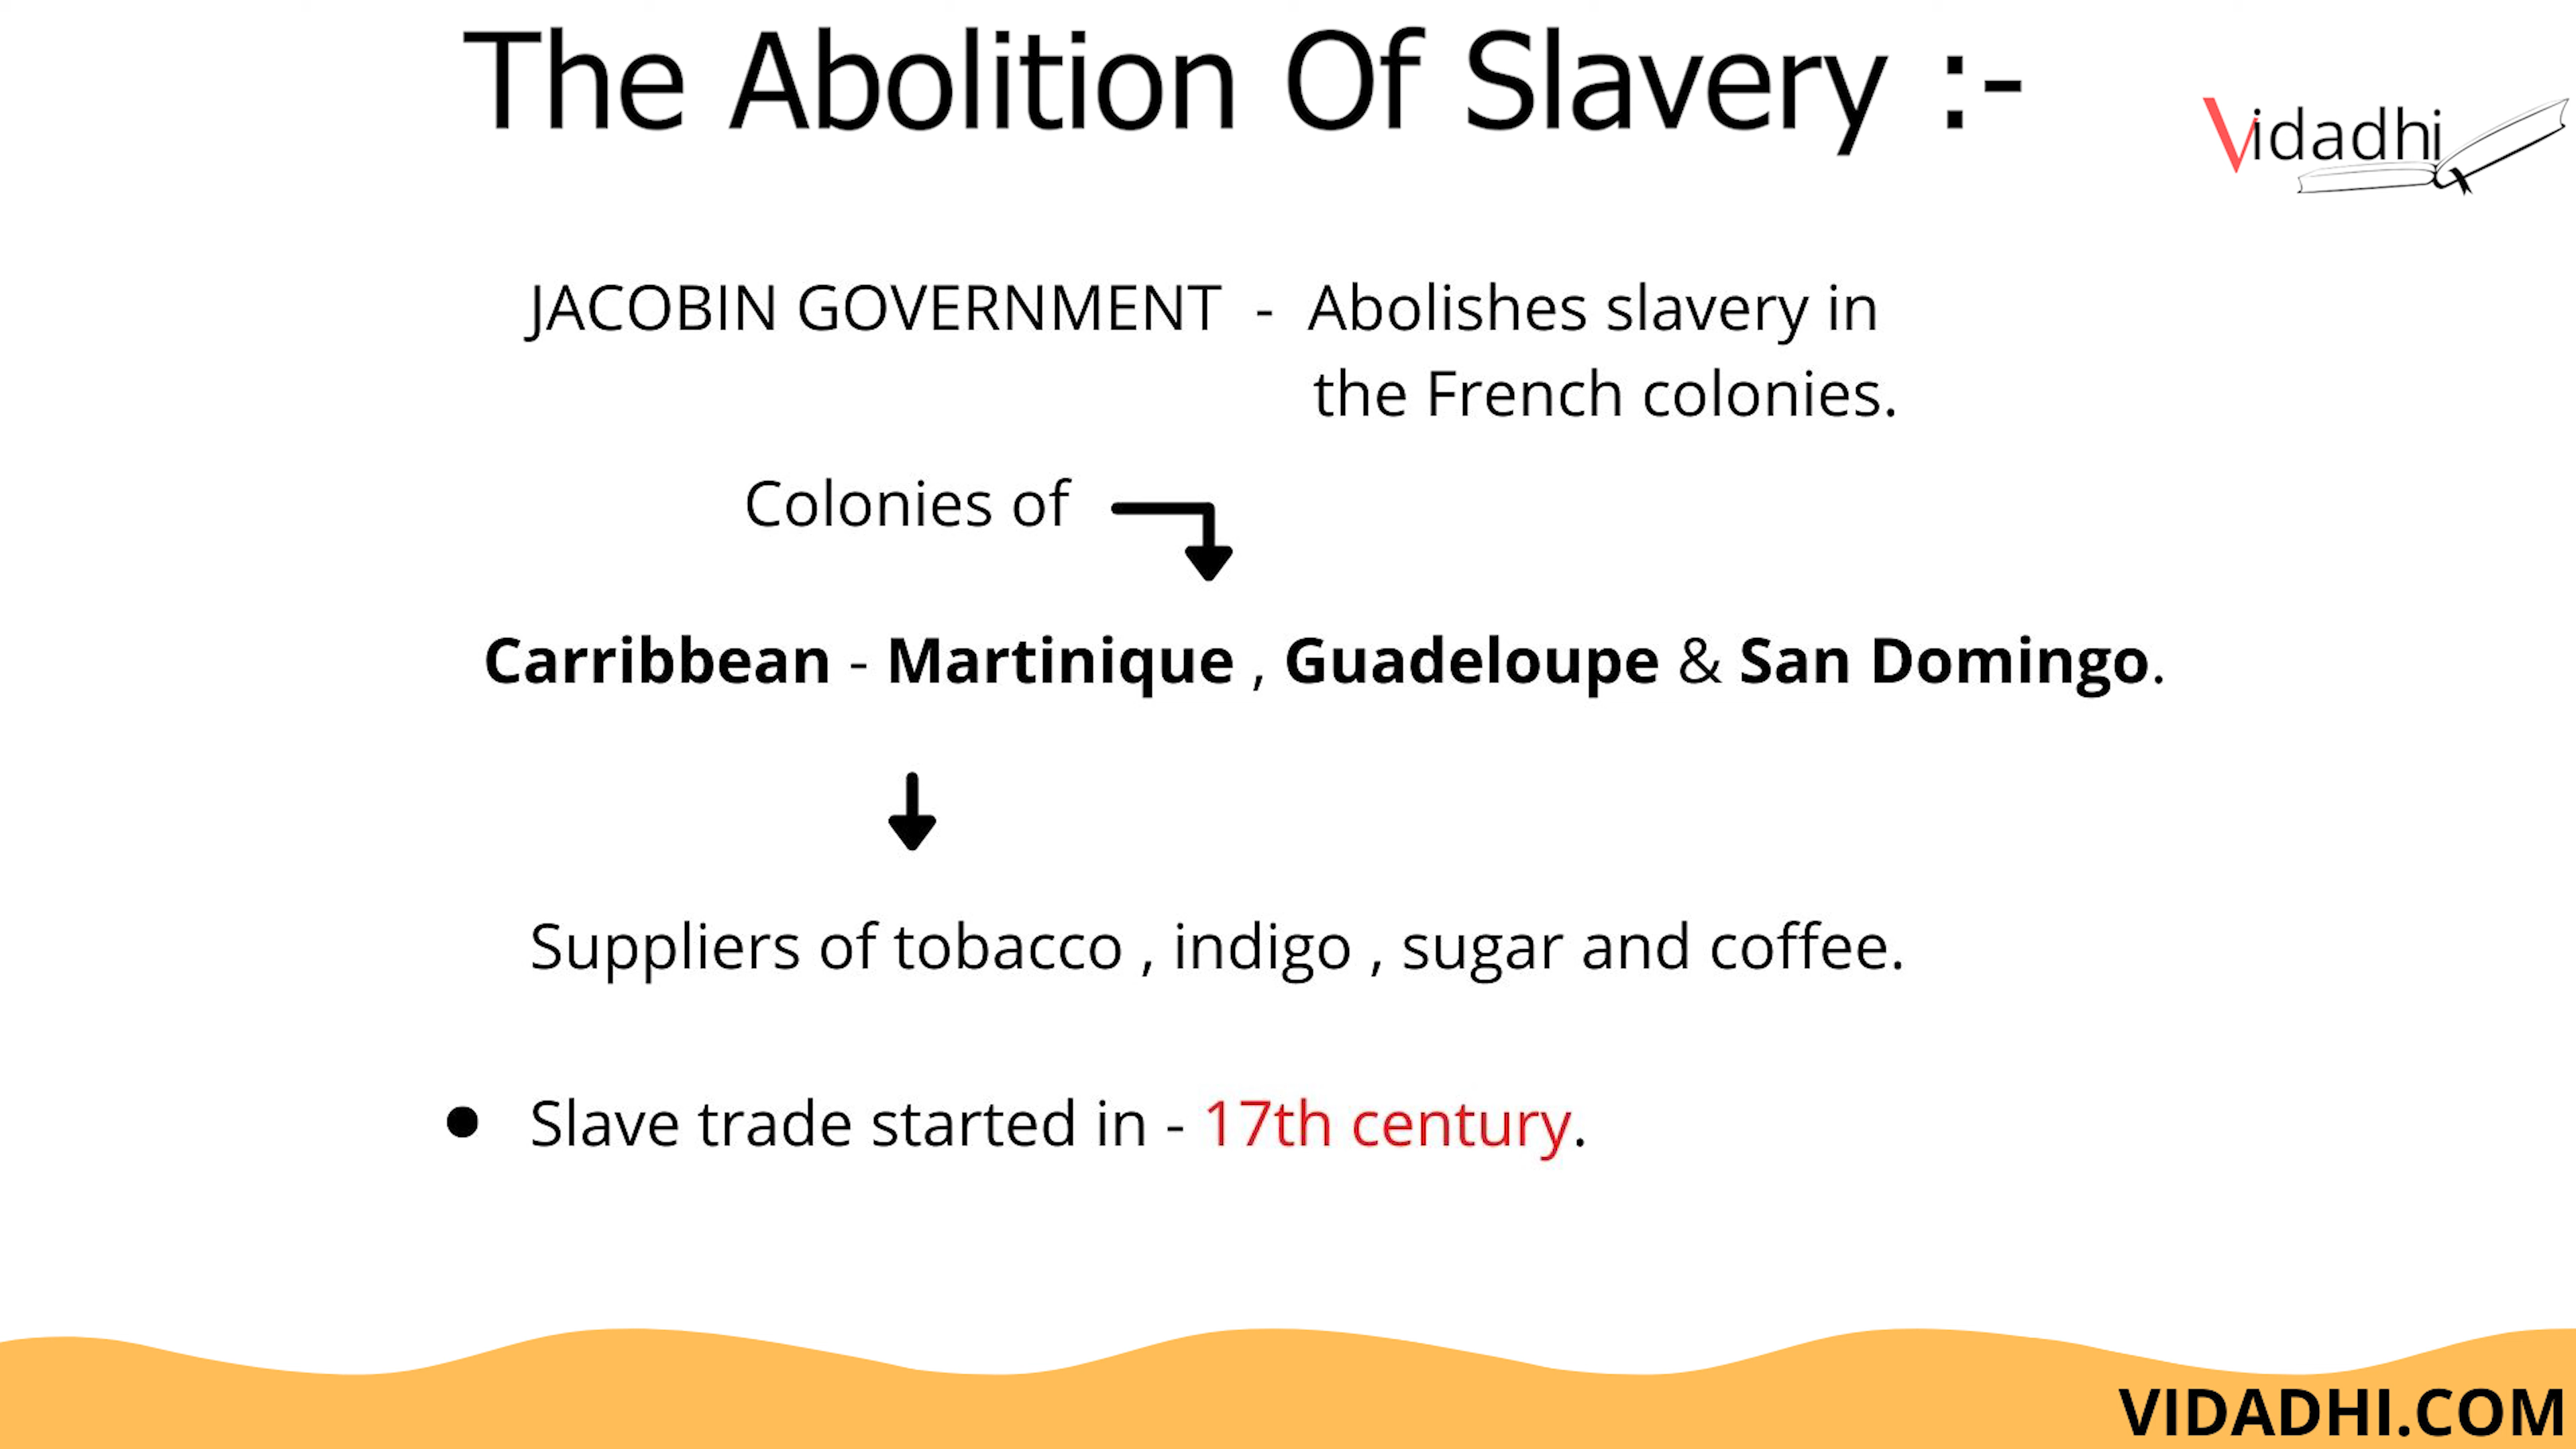 The Abolition Of Slavery :-
Vidadhi
JACOBIN GOVERNMENT - Abolishes slavery in
the French colonies.
Colonies of
Carribbean - Martinique , Guadeloupe & San Domingo.
Suppliers of tobacco , indigo , sugar and coffee.
• Slave trade started in - 17th century.
VIDADHI.COM